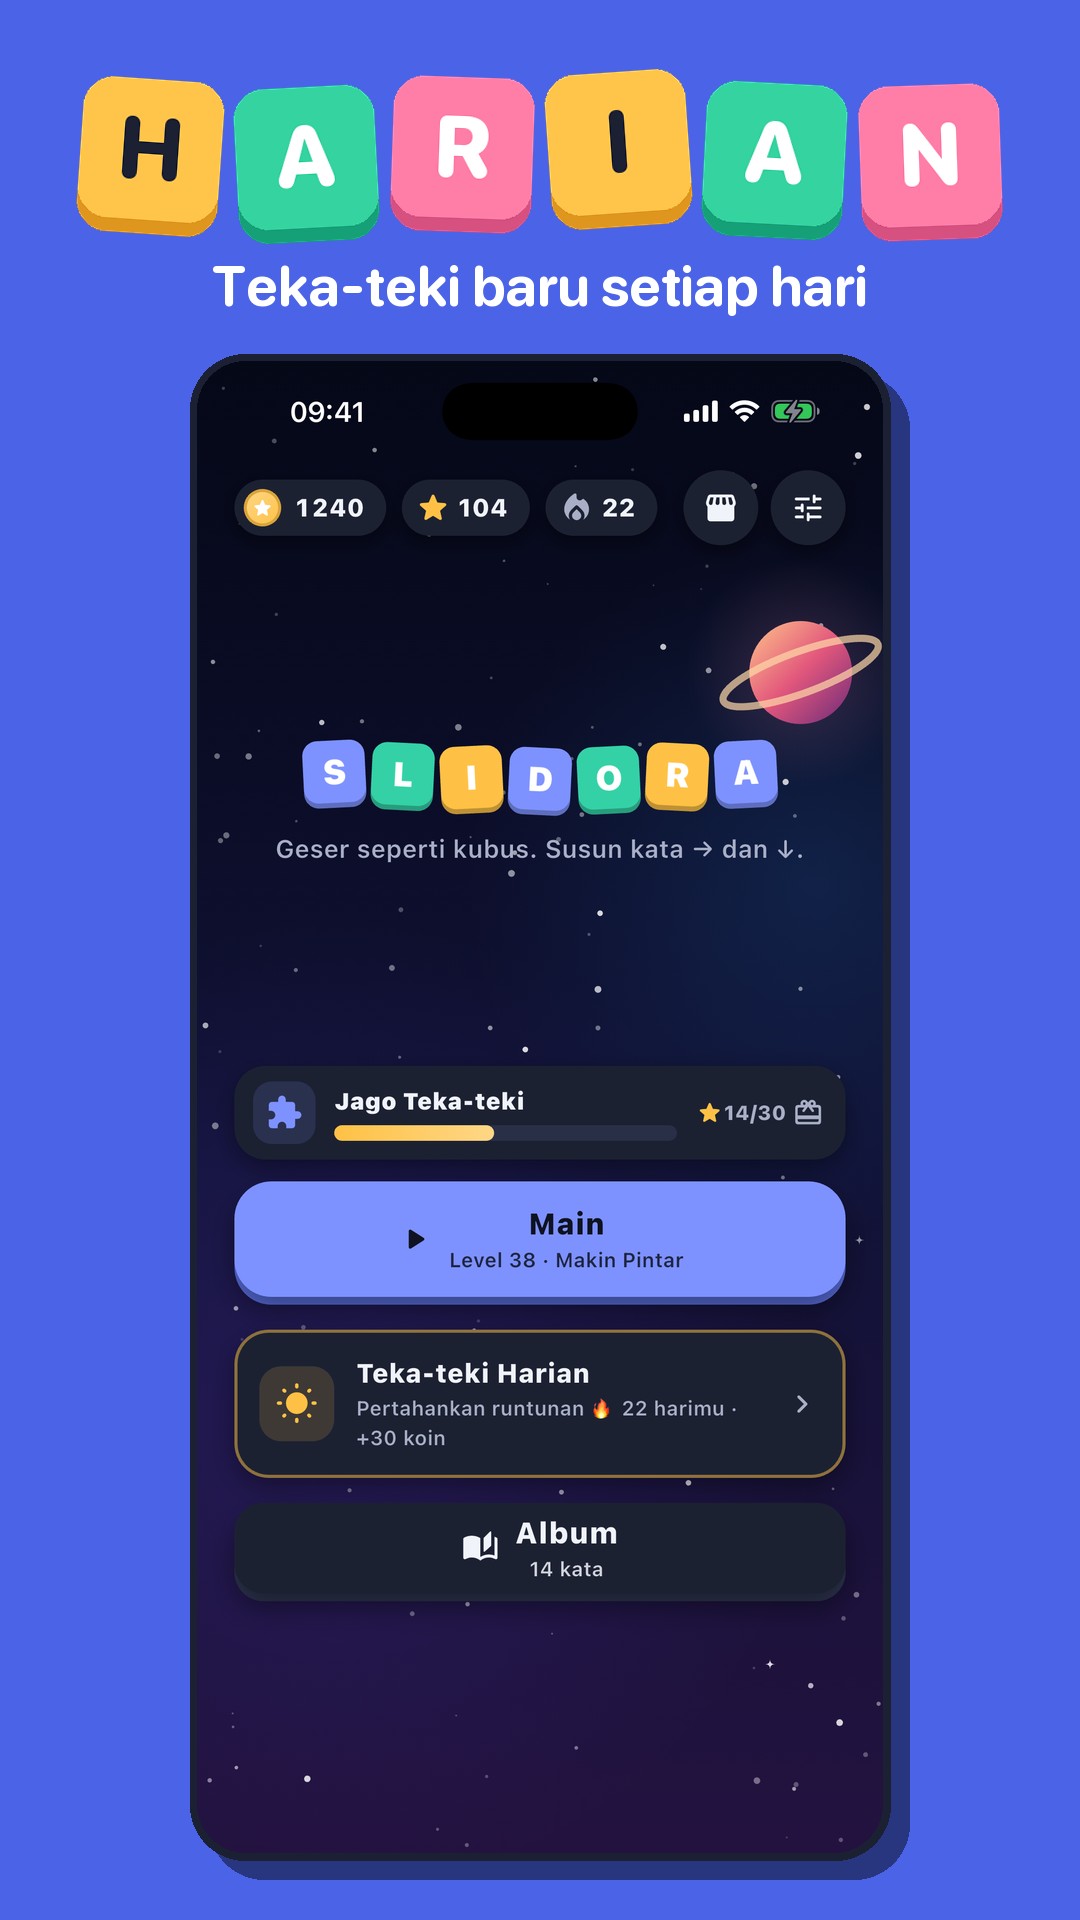 HARIAN
Teka-teki baru setiap hari
09:41
1240
104
22
SLIDORA
Geser seperti kubus. Susun kata → dan ↓.
Jago Teka-teki
14/30
Main
Level 38 · Makin Pintar
Teka-teki Harian
Pertahankan runtunan 🔥 22 harimu ·
+30 koin
Album
14 kata